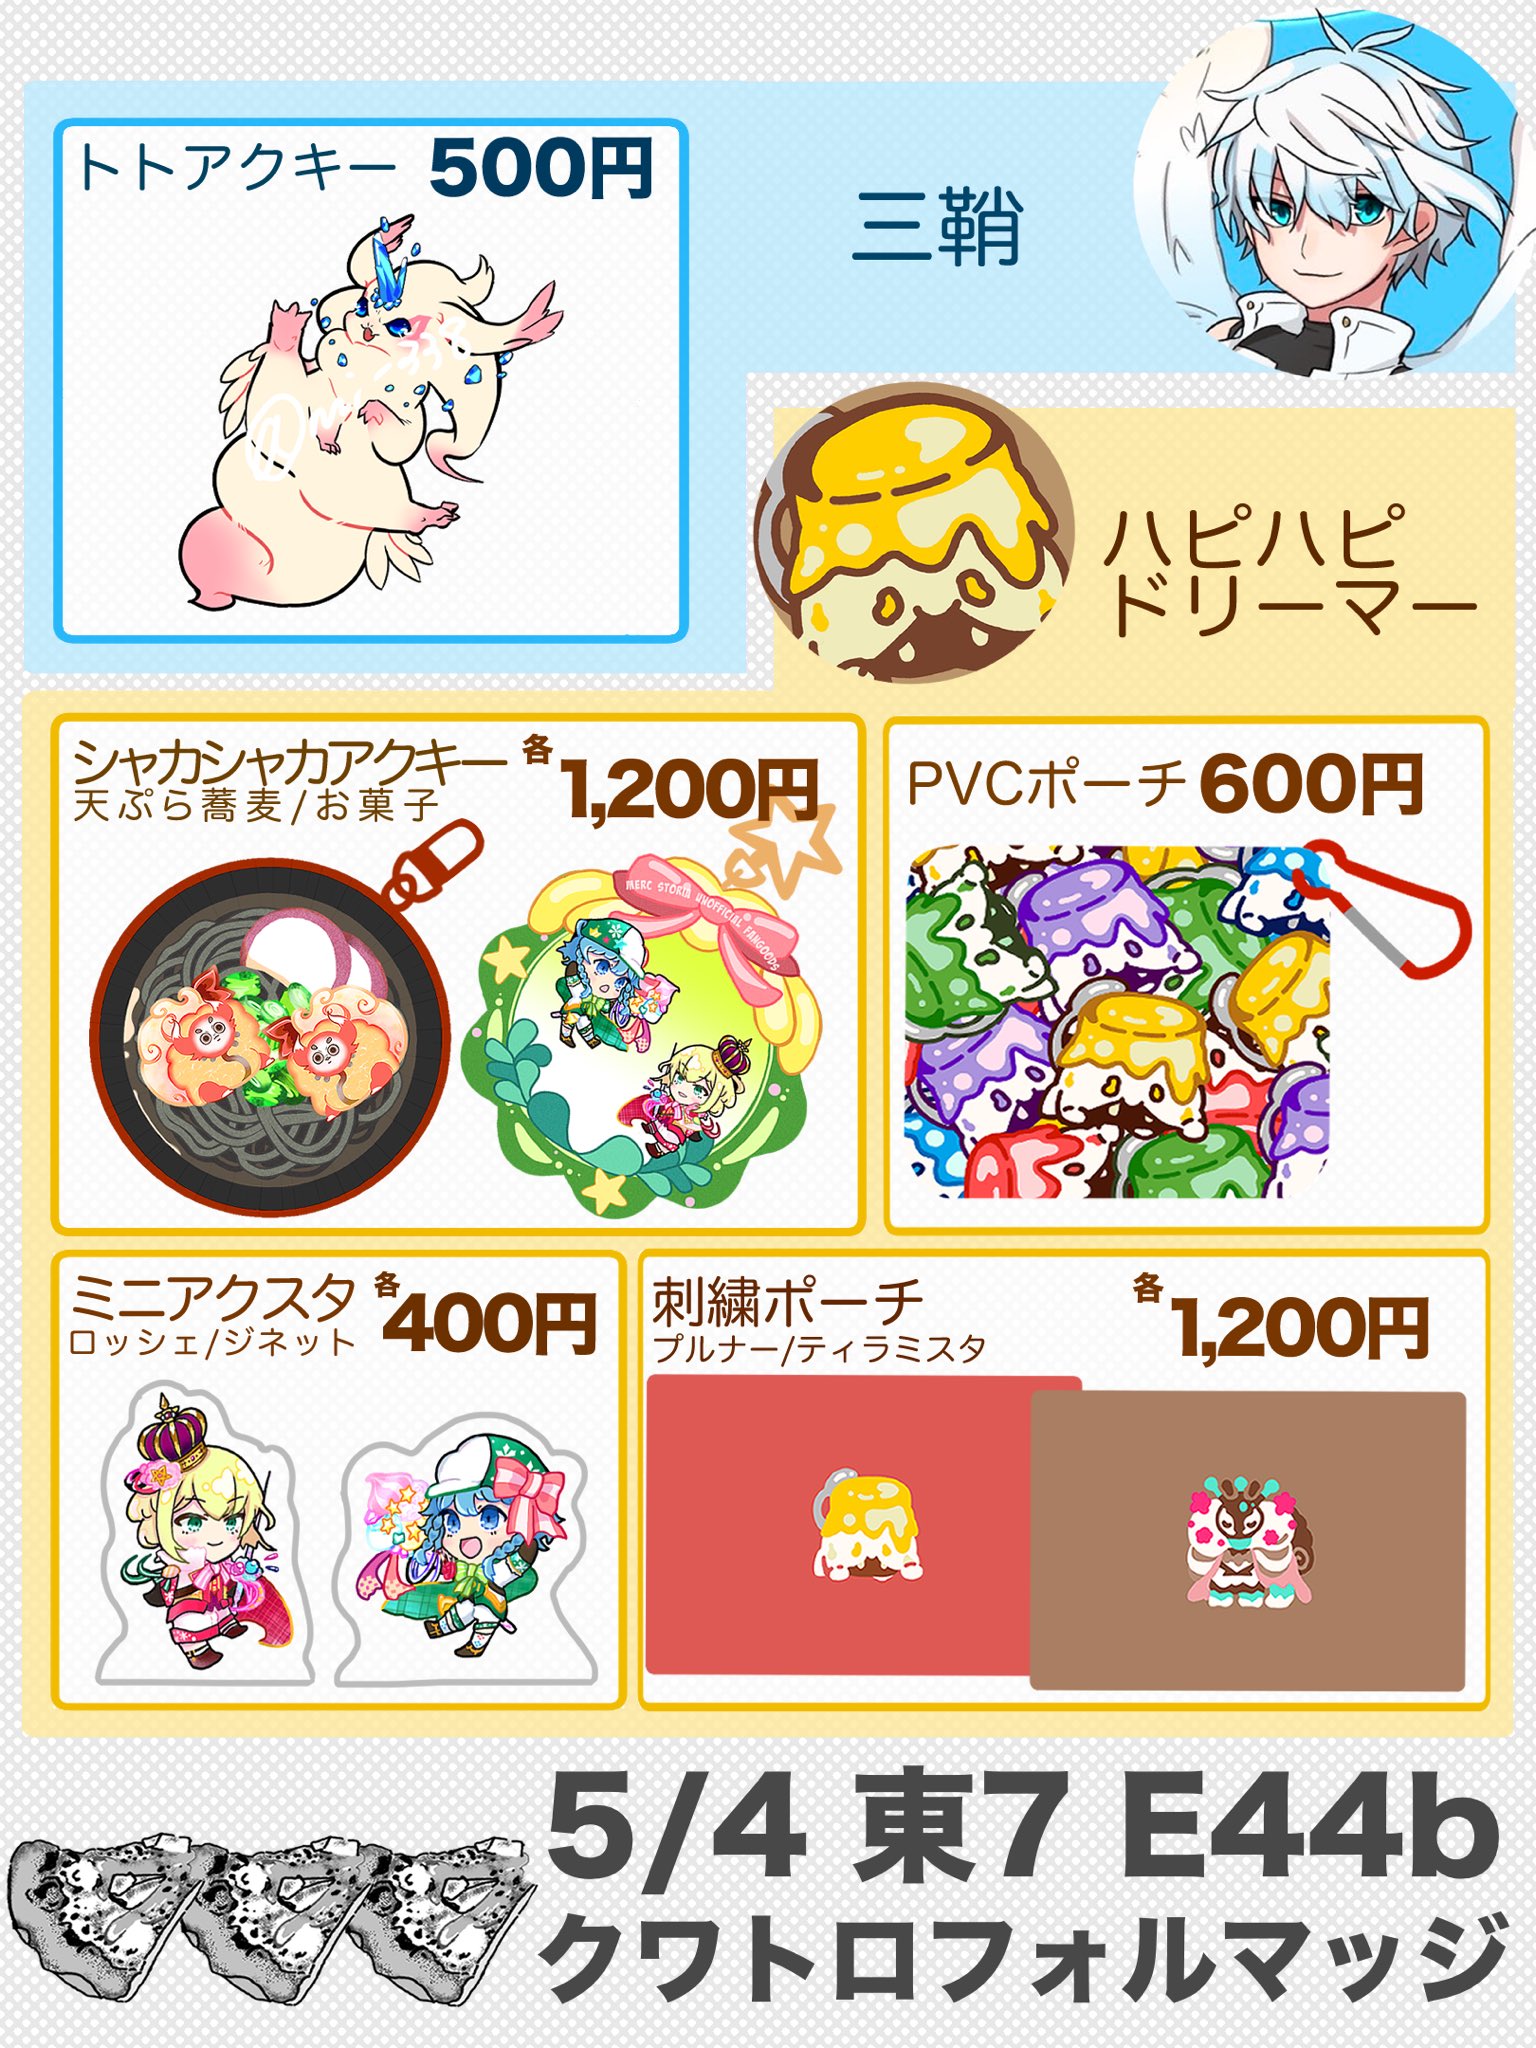 トトアクキー 500円
三鞘
ハピハピ
ドリーマー
シャカシャカアクキー 各1,200円
天ぷら蕎麦/お菓子
MERC STORIA UNOFFICIAL FANGOODS
PVCポーチ 600円
ミニアクスタ 各400円
ロッシェ/ジネット
刺繍ポーチ 各1,200円
プルナー/ティラミスタ
5/4 東7 E44b
クワトロフォルマッジ